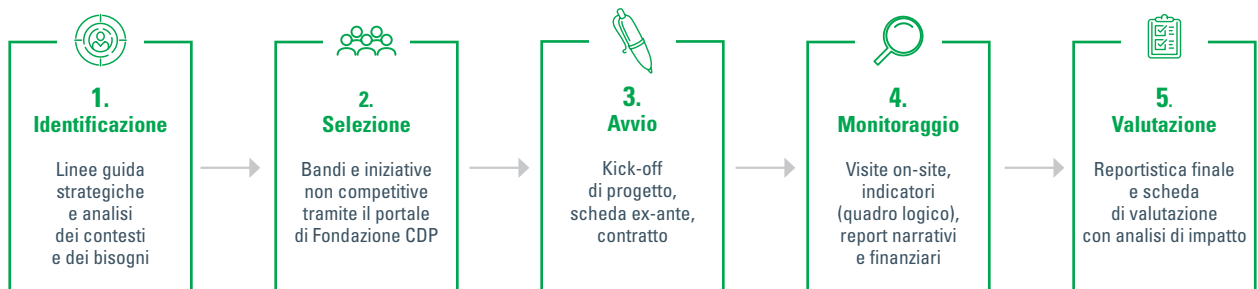 1.
Identificazione
Linee guida
strategiche
e analisi
dei contesti
e dei bisogni
2.
Selezione
Bandi e iniziative
non competitive
tramite il portale
di Fondazione CDP
3.
Avvio
Kick-off
di progetto,
scheda ex-ante,
contratto
4.
Monitoraggio
Visite on-site,
indicatori
(quadro logico),
report narrativi
e finanziari
5.
Valutazione
Reportistica finale
e scheda
di valutazione
con analisi di impatto